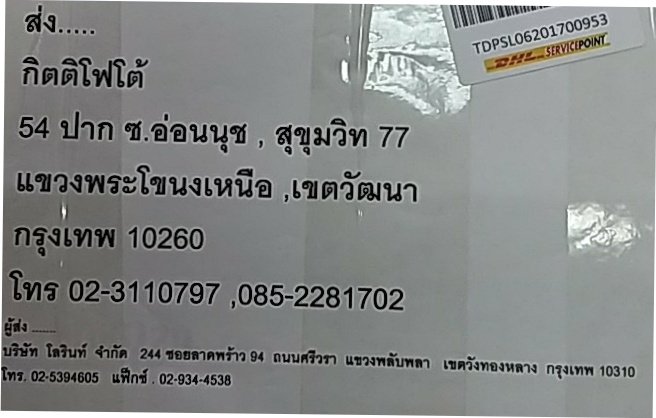 ส่ง.....
TDPSL06201700953
DHL SERVICEPOINT
กิตติโฟโต้
54 ปาก ซ.อ่อนนุช , สุขุมวิท 77
แขวงพระโขนงเหนือ ,เขตวัฒนา
กรุงเทพ 10260
โทร 02-3110797 ,085-2281702
ผู้ส่ง .......
บริษัท โลรินท์ จำกัด 244 ซอยลาดพร้าว 94 ถนนศรีวรา แขวงพลับพลา เขตวังทองหลาง กรุงเทพ 10310
โทร. 02-5394605 แฟ็กซ์ . 02-934-4538